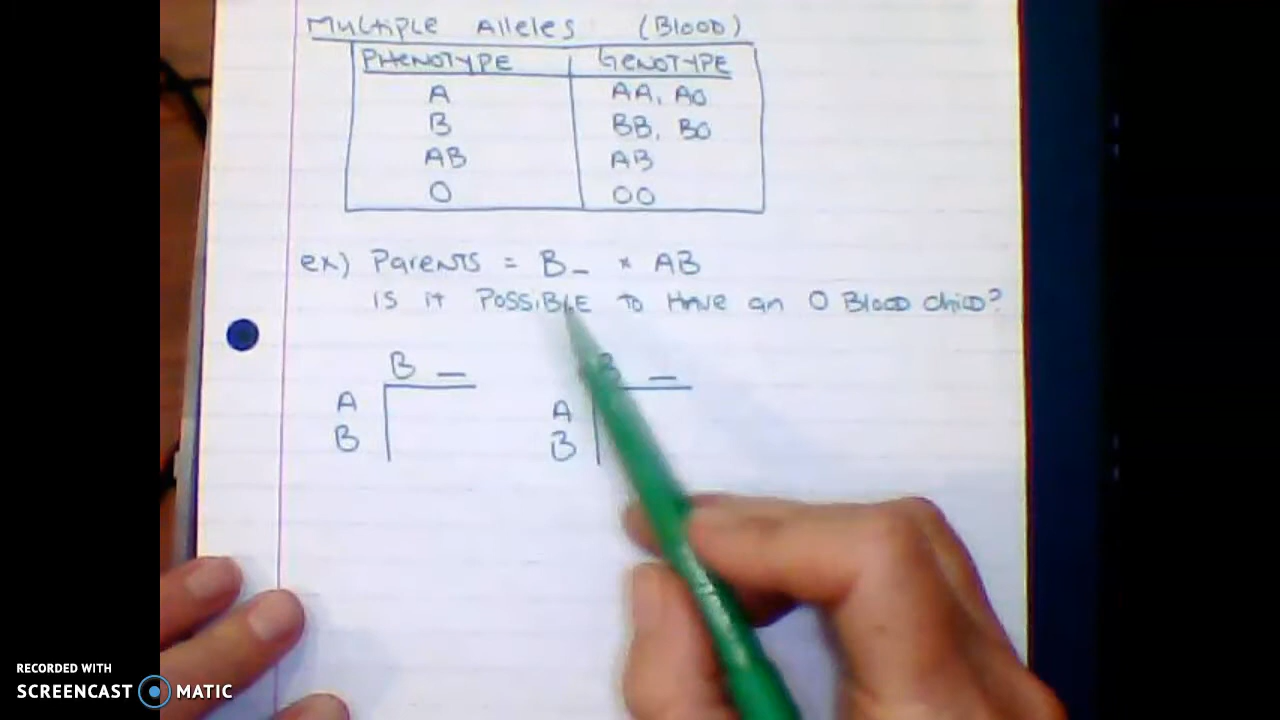 Multiple Alleles (Blood)
PHENOTYPE GENOTYPE
A AA, AO
B BB, BO
AB AB
O OO
ex) Parents = B_ × AB
is it Possible to Have an O Blood child?
B _ B _
A A
B B
RECORDED WITH
SCREENCAST MATIC